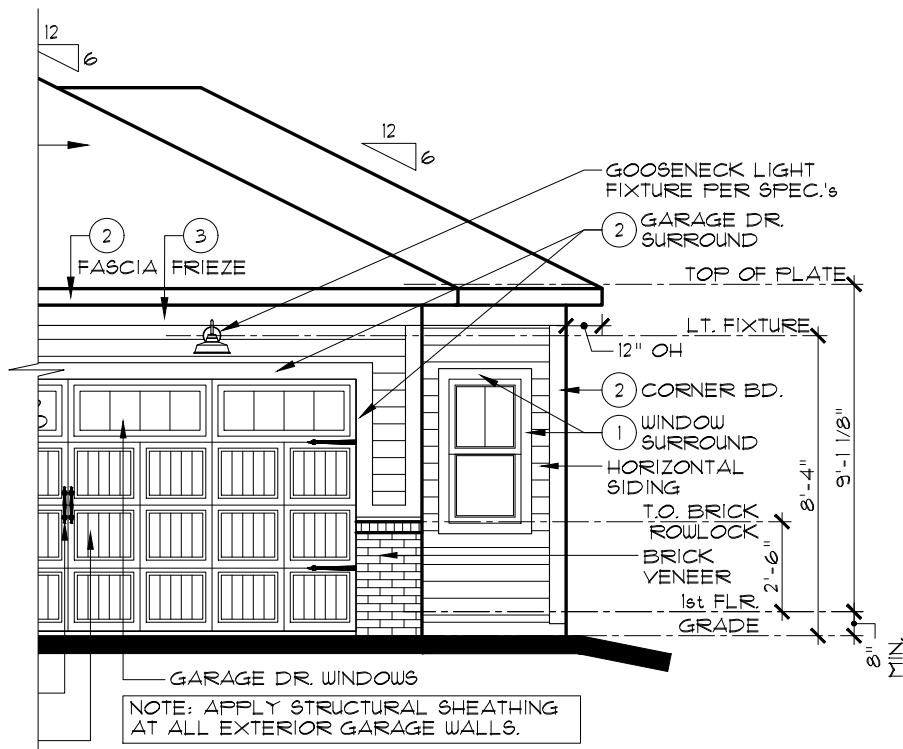 12
6
12
6
GOOSENECK LIGHT
FIXTURE PER SPEC.'s
2 GARAGE DR.
SURROUND
2
FASCIA
3
FRIEZE
TOP OF PLATE
LT. FIXTURE
12" OH
2 CORNER BD.
1 WINDOW
SURROUND
HORIZONTAL
SIDING
T.O. BRICK
ROWLOCK
BRICK
VENEER
1st FLR.
GRADE
2'-6"
8'-4"
9'-1 1/8"
8"
MIN.
GARAGE DR. WINDOWS
NOTE: APPLY STRUCTURAL SHEATHING
AT ALL EXTERIOR GARAGE WALLS.